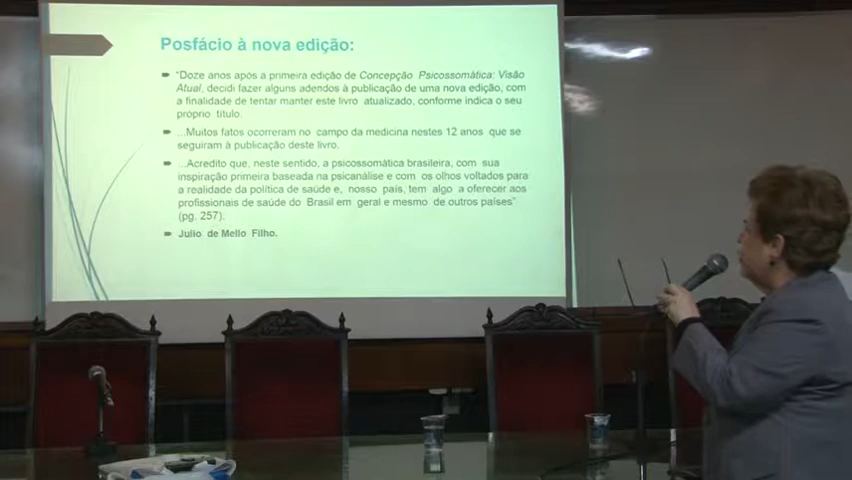 Posfácio à nova edição:
"Doze anos após a primeira edição de Concepção Psicossomàtica: Visão
Atual, decidi fazer alguns adendos à publicação de uma nova edição, com
a finalidade de tentar manter este livro atualizado, conforme indica o seu
próprio título.
...Muitos fatos ocorreram no campo da medicina nestes 12 anos que se
seguiram à publicação deste livro.
...Acredito que, neste sentido, a psicossomática brasileira, com sua
inspiração primeira baseada na psicanálise e com os olhos voltados para
a realidade da política de saúde e, nosso país, tem algo a oferecer aos
profissionais de saúde do Brasil em geral e mesmo de outros países"
(pg. 257).
Julio de Mello Filho.